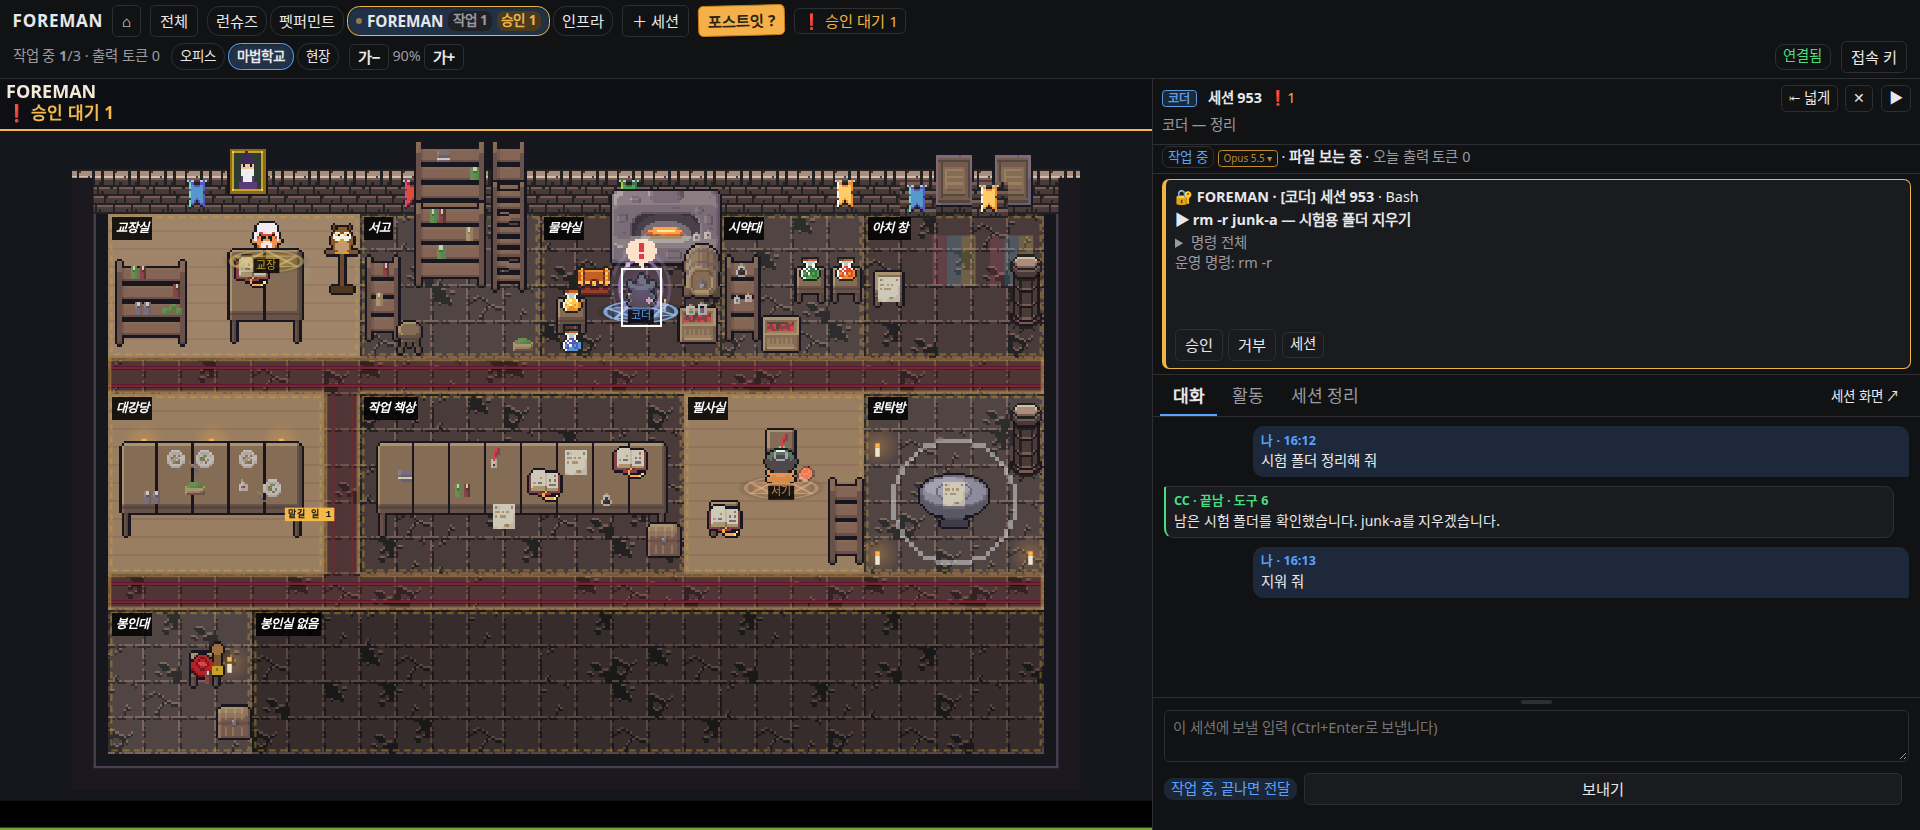 FOREMAN ⌂ 전체 런슈즈 펫퍼민트 FOREMAN 작업 1 승인 1 인프라 + 세션 포스트잇 ? ❗ 승인 대기 1
작업 중 1/3 · 출력 토큰 0 오피스 마법학교 현장 가− 90% 가+ 연결됨 접속 키
FOREMAN
❗ 승인 대기 1
교장실 서고 물약실 시약대 아치 창
교장
코더
대강당 작업 책상 필사실 원탁방
서기
맡길 일 1
봉인대 봉인실 없음
코더 세션 953 ❗ 1 ⇤ 넓게 ✕ ▶
코더 — 정리
작업 중 Opus 5.5 ▾ · 파일 보는 중 · 오늘 출력 토큰 0
🔐 FOREMAN · [코더] 세션 953 · Bash
▶ rm -r junk-a — 시험용 폴더 지우기
▶ 명령 전체
운영 명령: rm -r
승인 거부 세션
대화 활동 세션 정리 세션 화면 ↗
나 · 16:12
시험 폴더 정리해 줘
CC · 끝남 · 도구 6
남은 시험 폴더를 확인했습니다. junk-a를 지우겠습니다.
나 · 16:13
지워 줘
이 세션에 보낼 입력 (Ctrl+Enter로 보냅니다)
작업 중, 끝나면 전달 보내기